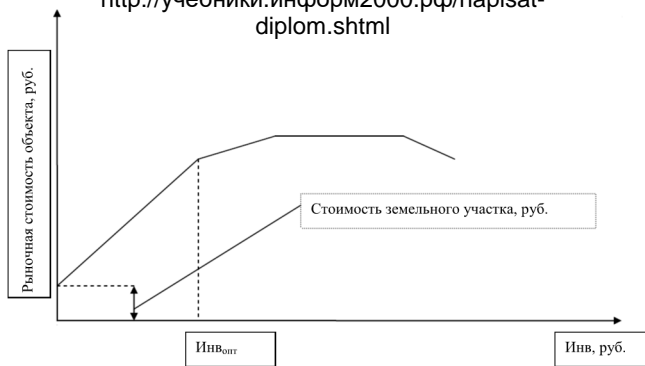 http://учебники.информ2000.рф/napisat-
diplom.shtml
Рыночная стоимость объекта, руб.
Стоимость земельного участка, руб.
Инвопт
Инв, руб.